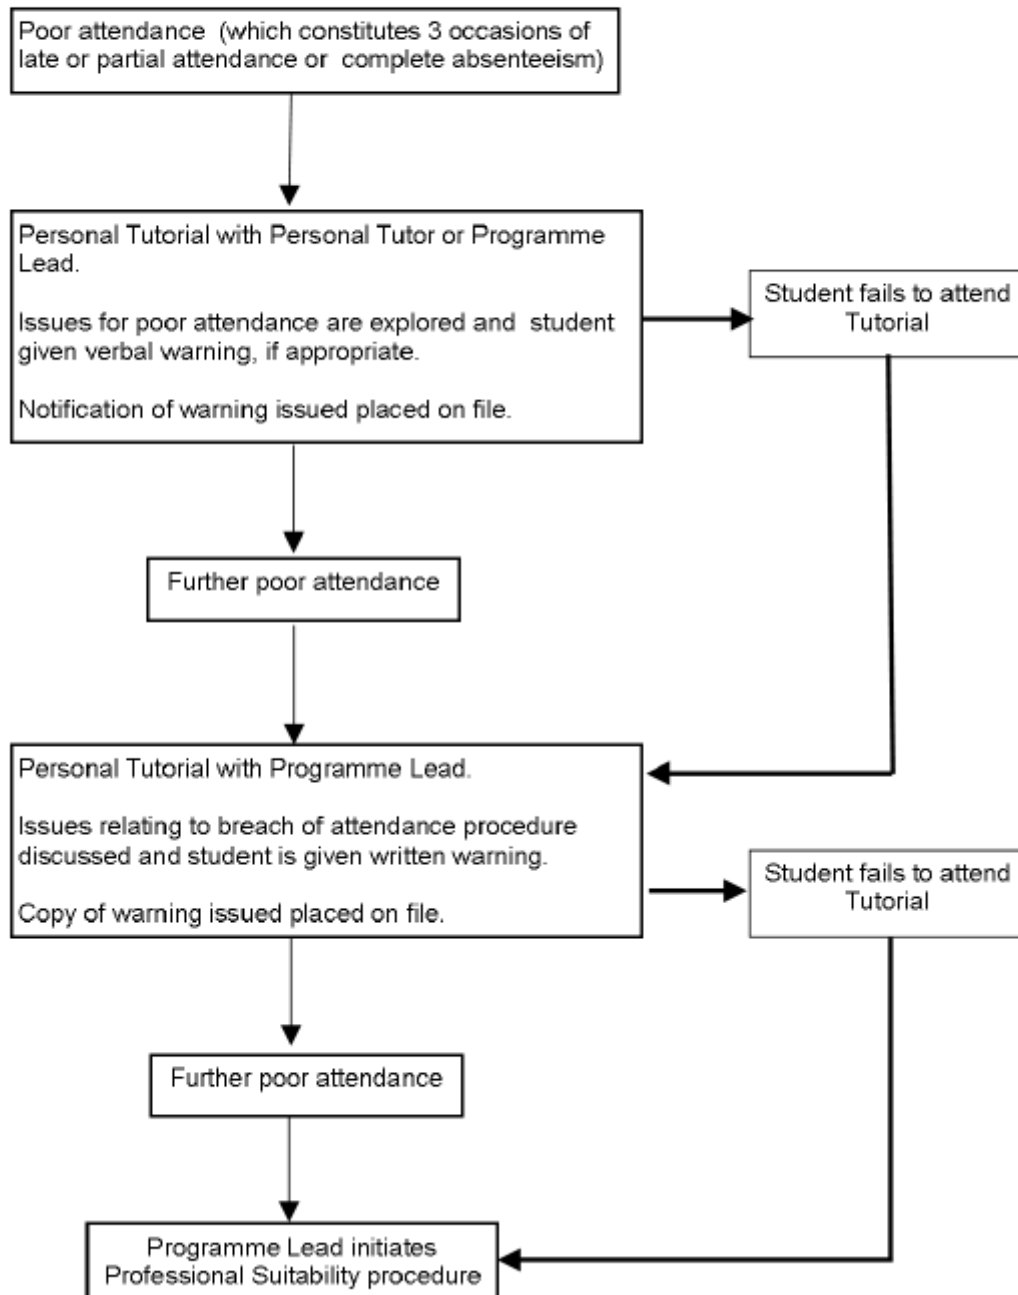 Poor attendance (which constitutes 3 occasions of
late or partial attendance or complete absenteeism)
Personal Tutorial with Personal Tutor or Programme
Lead.
Issues for poor attendance are explored and student
given verbal warning, if appropriate.
Notification of warning issued placed on file.
Student fails to attend
Tutorial
Further poor attendance
Personal Tutorial with Programme Lead.
Issues relating to breach of attendance procedure
discussed and student is given written warning.
Copy of warning issued placed on file.
Student fails to attend
Tutorial
Further poor attendance
Programme Lead initiates
Professional Suitability procedure